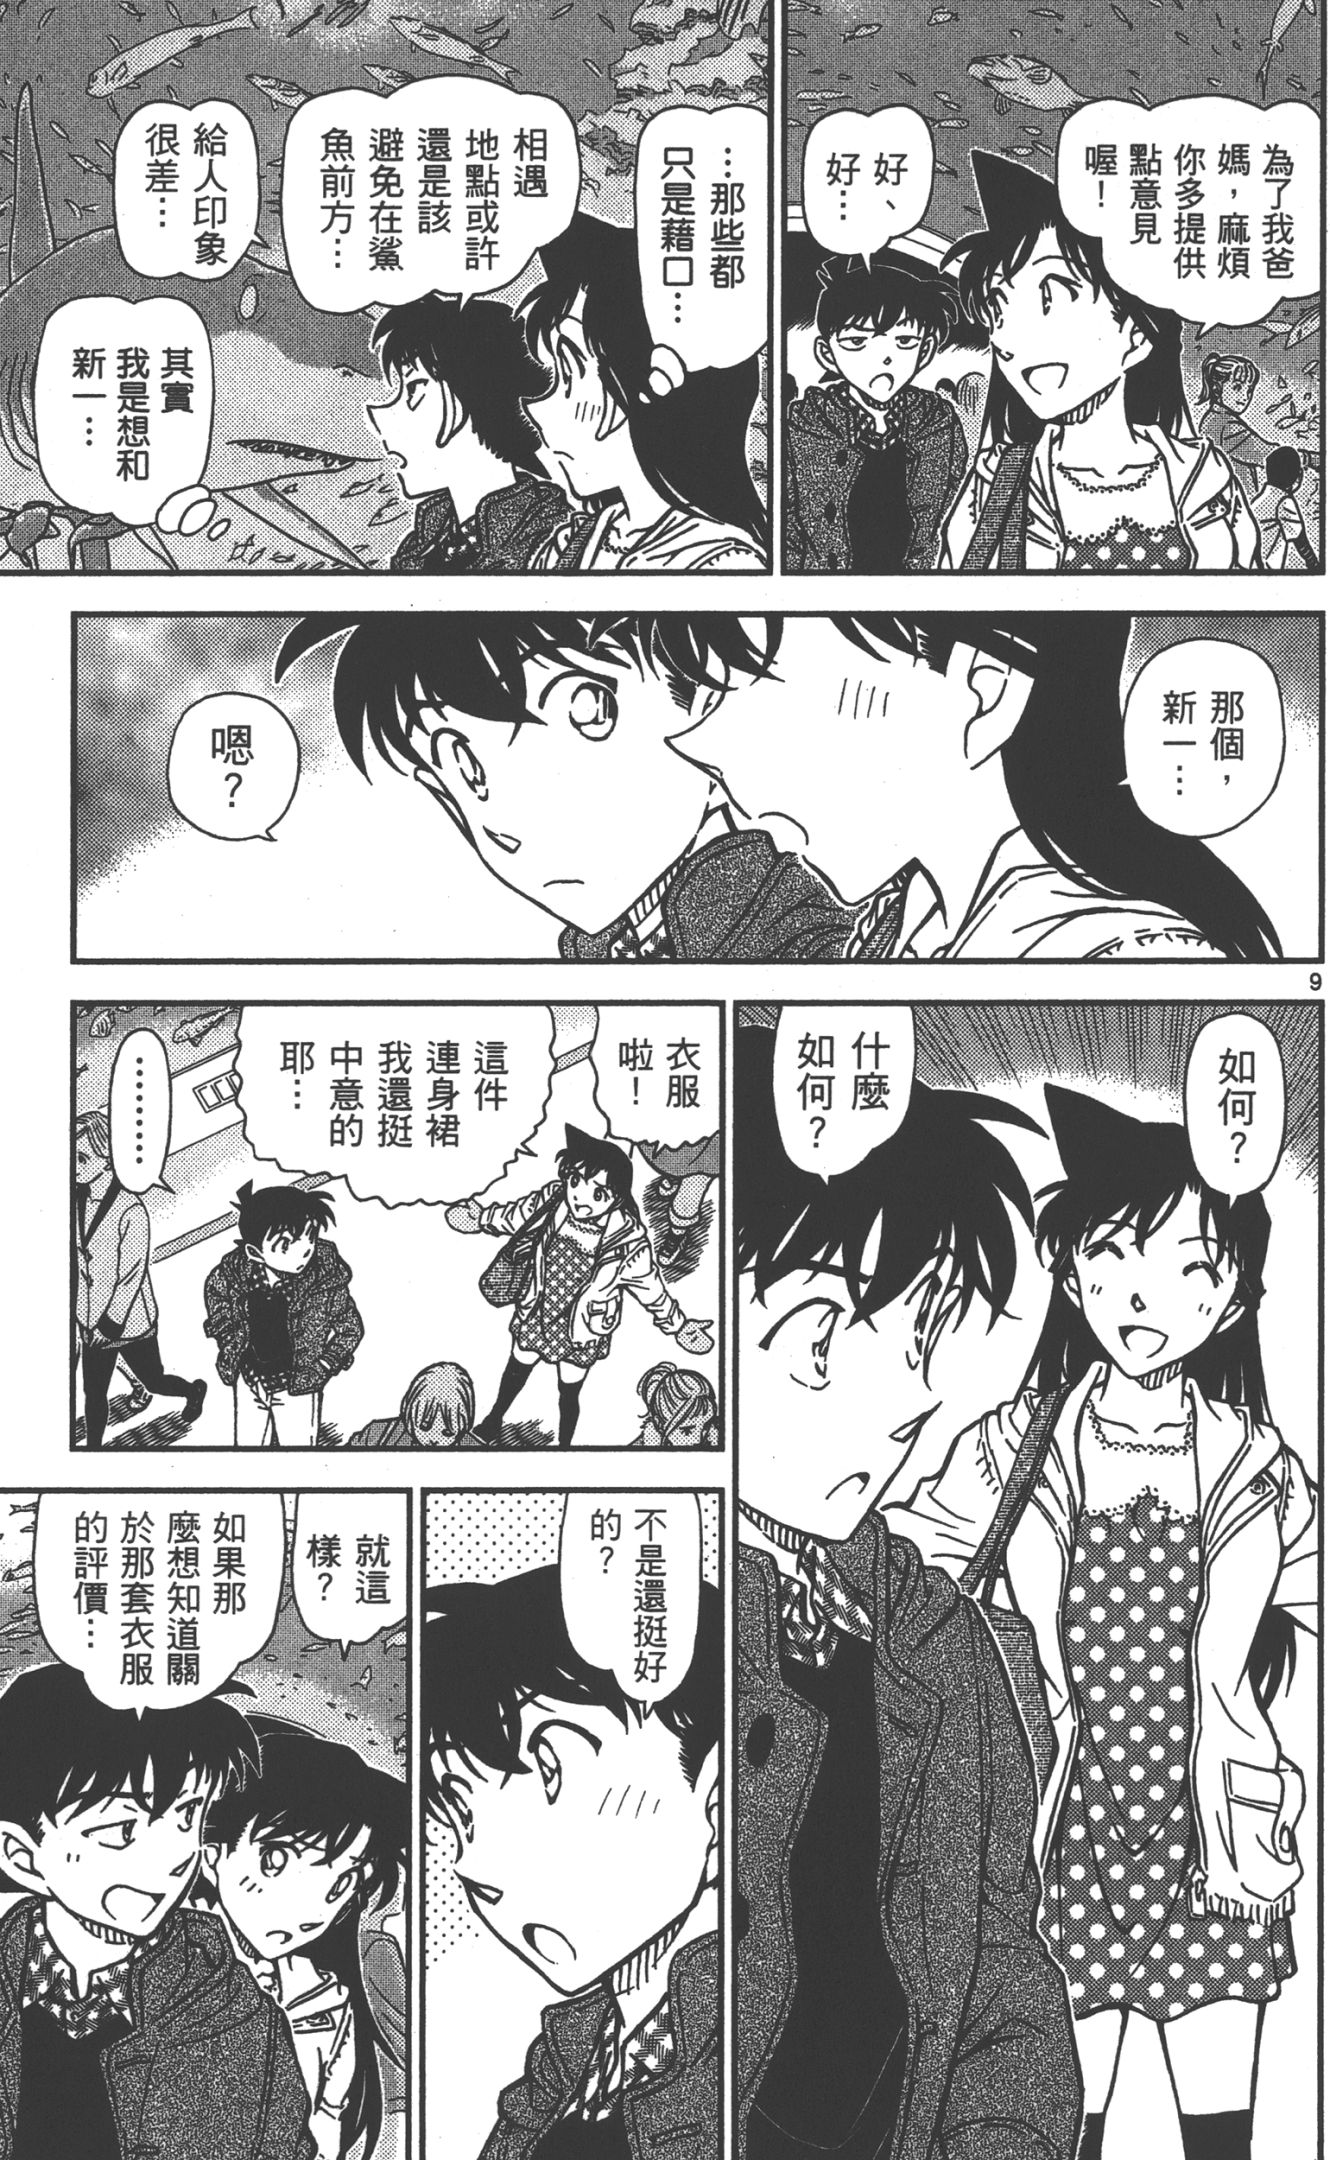 為了我爸
媽，麻煩
你多提供
點意見
喔！
好、
好…
…那些都
只是藉口…
相遇
地點或許
還是該
避免在鯊
魚前方…
給人印象
很差…
其實
我是想和
新一…
那個，
新一…
嗯？
9
如何？
什麼
如何？
衣服
啦！
這件
連身裙
我還挺
中意的
耶…
………
不是還挺好
的？
就這
樣？
如果那
麼想知道關
於那套衣服
的評價…